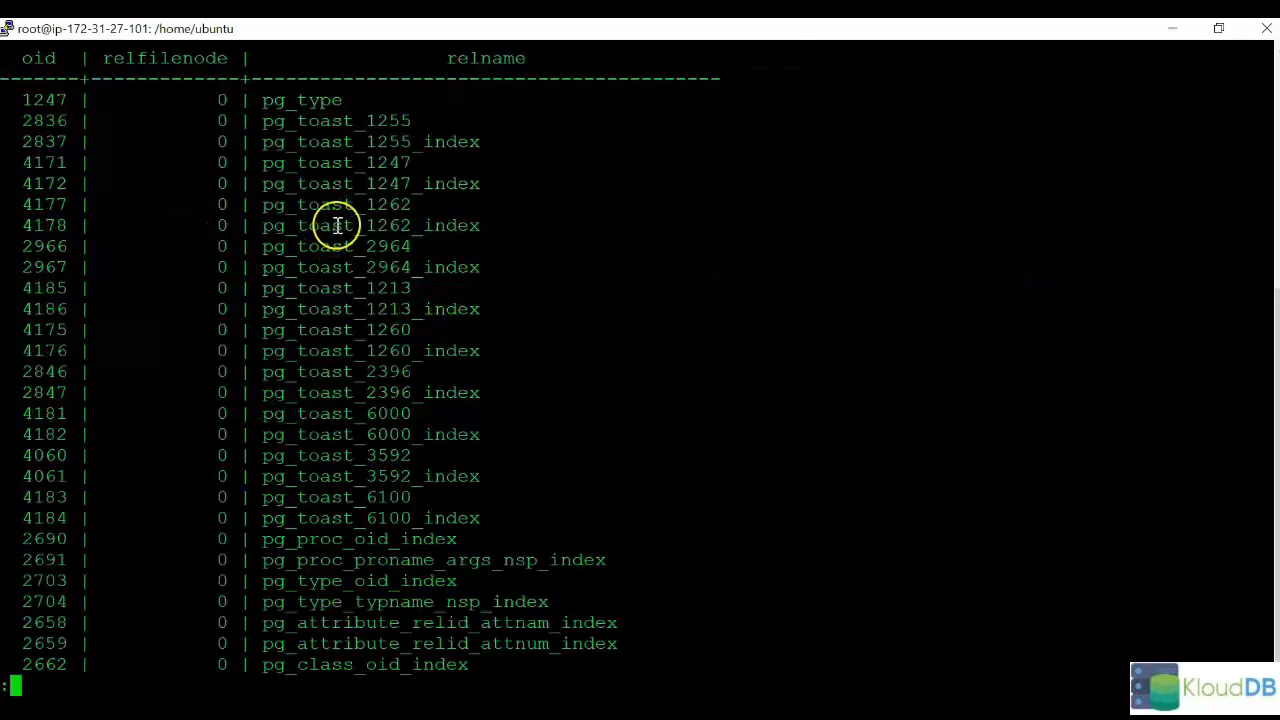 root@ip-172-31-27-101: /home/ubuntu
oid | relfilenode | relname
-------+-------------+-----------------------------------------
1247 | 0 | pg_type
2836 | 0 | pg_toast_1255
2837 | 0 | pg_toast_1255_index
4171 | 0 | pg_toast_1247
4172 | 0 | pg_toast_1247_index
4177 | 0 | pg_toast_1262
4178 | 0 | pg_toast_1262_index
2966 | 0 | pg_toast_2964
2967 | 0 | pg_toast_2964_index
4185 | 0 | pg_toast_1213
4186 | 0 | pg_toast_1213_index
4175 | 0 | pg_toast_1260
4176 | 0 | pg_toast_1260_index
2846 | 0 | pg_toast_2396
2847 | 0 | pg_toast_2396_index
4181 | 0 | pg_toast_6000
4182 | 0 | pg_toast_6000_index
4060 | 0 | pg_toast_3592
4061 | 0 | pg_toast_3592_index
4183 | 0 | pg_toast_6100
4184 | 0 | pg_toast_6100_index
2690 | 0 | pg_proc_oid_index
2691 | 0 | pg_proc_proname_args_nsp_index
2703 | 0 | pg_type_oid_index
2704 | 0 | pg_type_typname_nsp_index
2658 | 0 | pg_attribute_relid_attnam_index
2659 | 0 | pg_attribute_relid_attnum_index
2662 | 0 | pg_class_oid_index
:
KloudDB